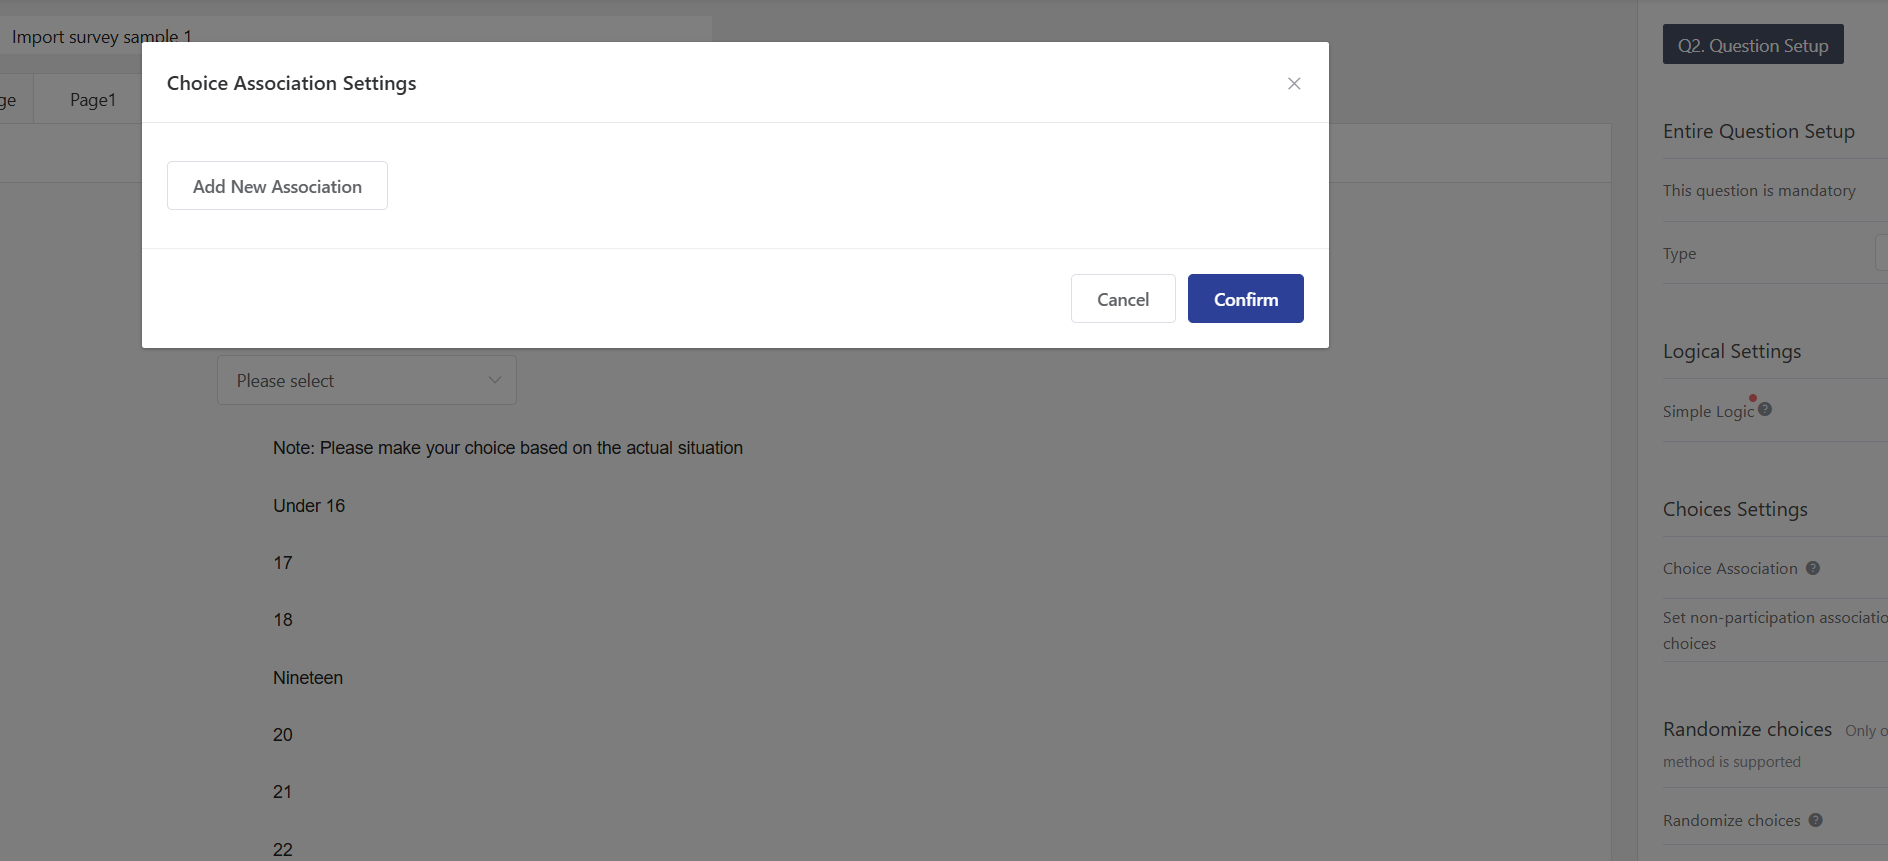 Import survey sample 1
ge
Page1
Choice Association Settings
Add New Association
Cancel
Confirm
Please select
Note: Please make your choice based on the actual situation
Under 16
17
18
Nineteen
20
21
22
Q2. Question Setup
Entire Question Setup
This question is mandatory
Type
Logical Settings
Simple Logic
Choices Settings
Choice Association
Set non-participation associatio
choices
Randomize choices Only o
method is supported
Randomize choices